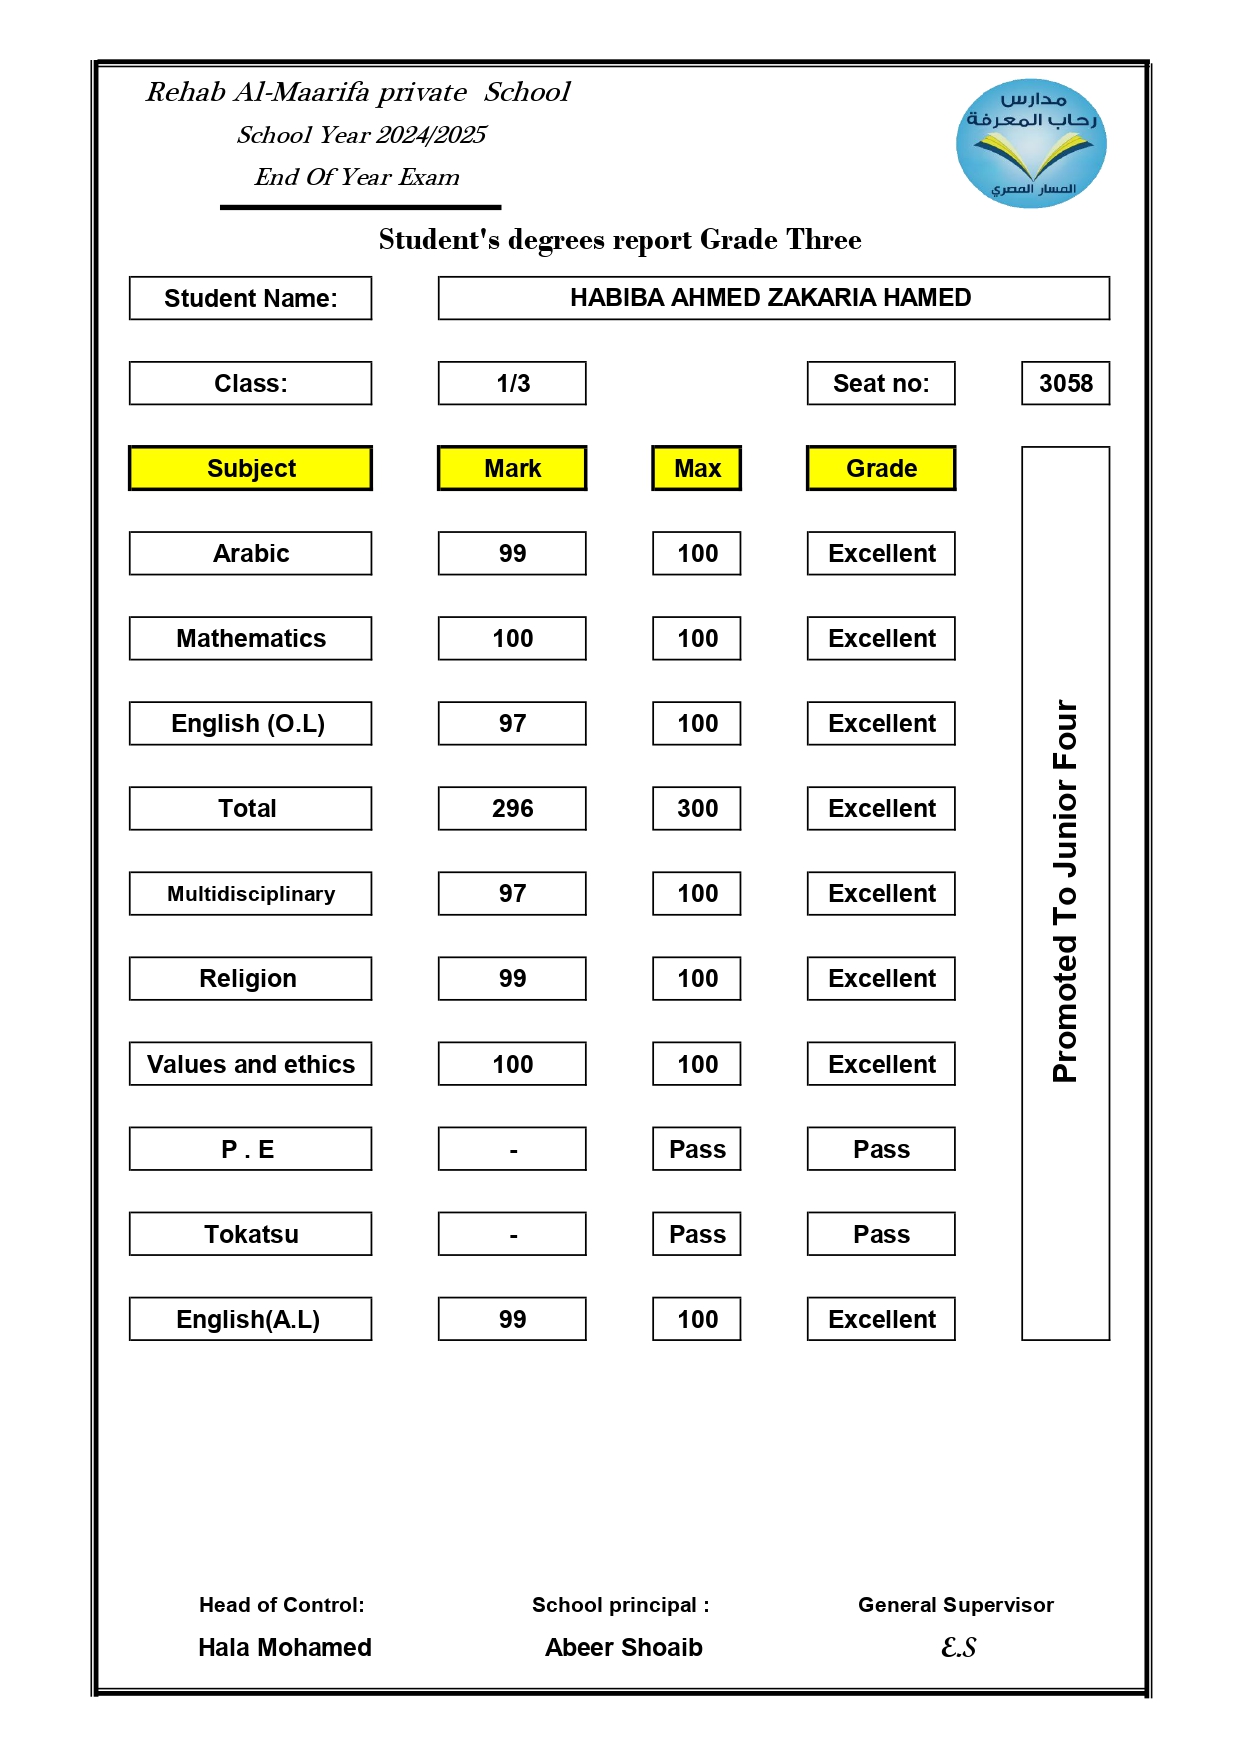 Rehab Al-Maarifa private School
School Year 2024/2025
End Of Year Exam
مدارس
رحاب المعرفة
المسار المصري
Student's degrees report Grade Three
Student Name: HABIBA AHMED ZAKARIA HAMED
Class: 1/3 Seat no: 3058
Subject Mark Max Grade
Arabic 99 100 Excellent
Mathematics 100 100 Excellent
English (O.L) 97 100 Excellent
Total 296 300 Excellent
Multidisciplinary 97 100 Excellent
Religion 99 100 Excellent
Values and ethics 100 100 Excellent
P . E - Pass Pass
Tokatsu - Pass Pass
English(A.L) 99 100 Excellent
Promoted To Junior Four
Head of Control: School principal : General Supervisor
Hala Mohamed Abeer Shoaib E.S